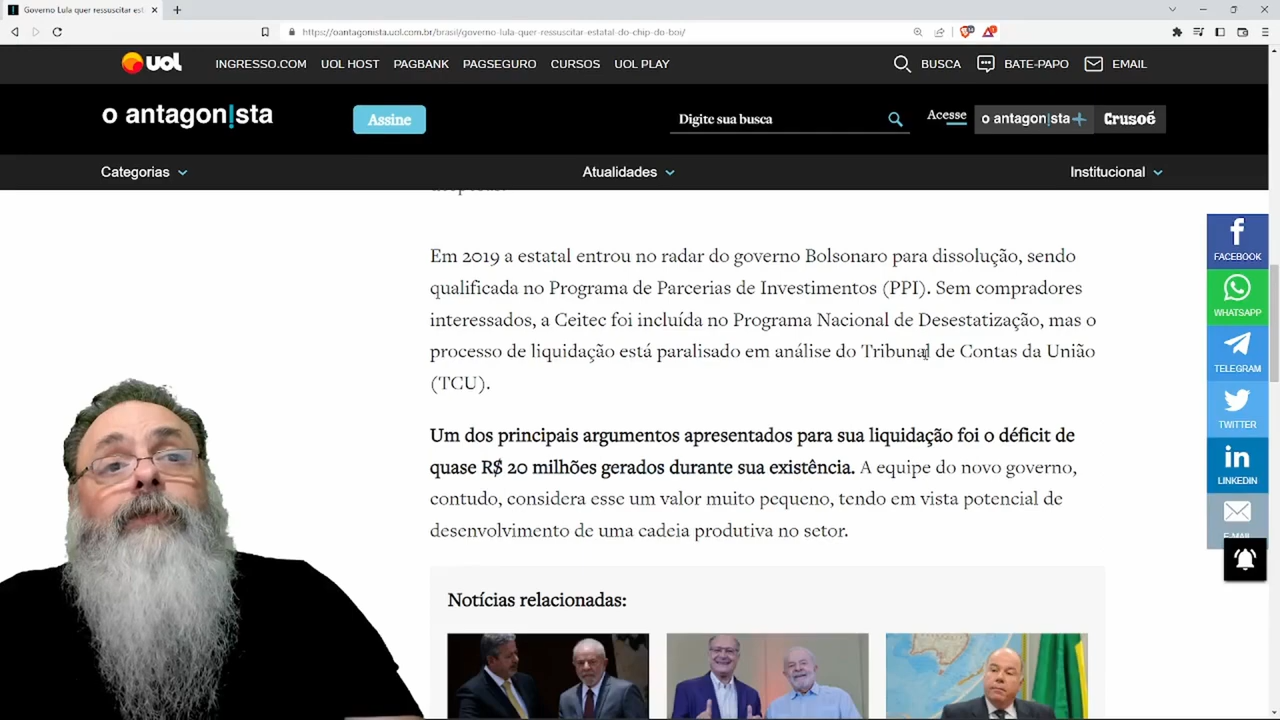 Governo Lula quer ressuscitar est
https://oantagonista.uol.com.br/brasil/governo-lula-quer-ressuscitar-estatal-do-chip-do-boi/
UOL
INGRESSO.COM UOL HOST PAGBANK PAGSEGURO CURSOS UOL PLAY
BUSCA BATE-PAPO EMAIL
o antagon!sta
Assine
Digite sua busca
Acesse
o antagon!sta+
Crusoé
Categorias
Atualidades
Institucional
Em 2019 a estatal entrou no radar do governo Bolsonaro para dissolução, sendo
qualificada no Programa de Parcerias de Investimentos (PPI). Sem compradores
interessados, a Ceitec foi incluída no Programa Nacional de Desestatização, mas o
processo de liquidação está paralisado em análise do Tribunal de Contas da União
(TCU).
Um dos principais argumentos apresentados para sua liquidação foi o déficit de
quase R$ 20 milhões gerados durante sua existência. A equipe do novo governo,
contudo, considera esse um valor muito pequeno, tendo em vista potencial de
desenvolvimento de uma cadeia produtiva no setor.
Notícias relacionadas:
FACEBOOK
WHATSAPP
TELEGRAM
TWITTER
LINKEDIN